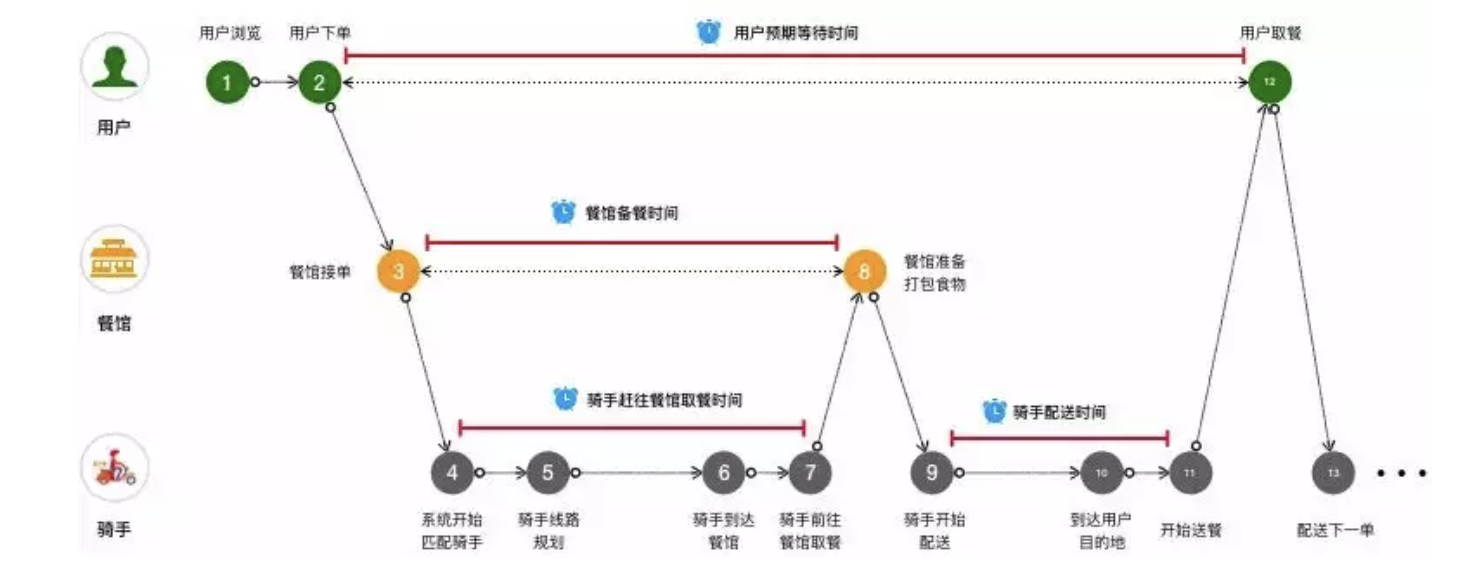 用户浏览
用户下单
用户预期等待时间
用户取餐
1
2
12
用户
餐馆备餐时间
餐馆接单
3
8
餐馆准备
打包食物
餐馆
骑手赶往餐馆取餐时间
骑手配送时间
4
5
6
7
9
10
11
13
骑手
系统开始
匹配骑手
骑手线路
规划
骑手到达
餐馆
骑手前往
餐馆取餐
骑手开始
配送
到达用户
目的地
开始送餐
配送下一单